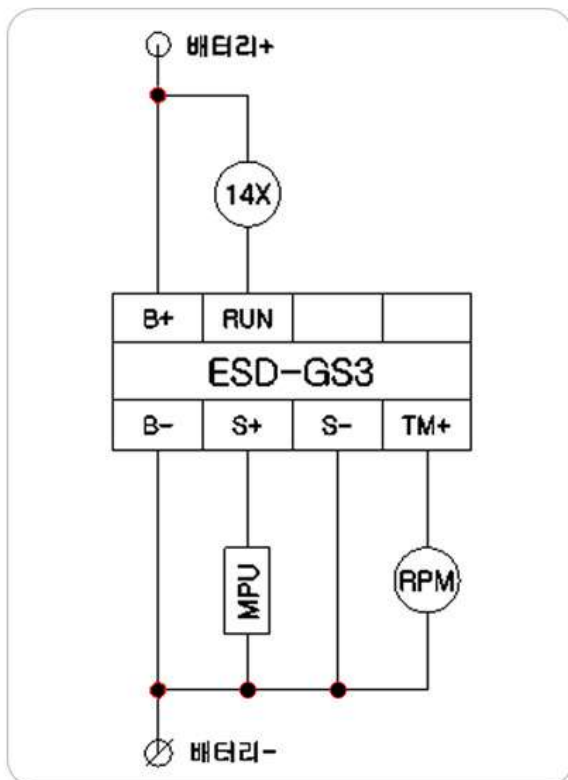 배터리+
14X
B+ RUN
ESD-GS3
B- S+ S- TM+
MPU
RPM
배터리-